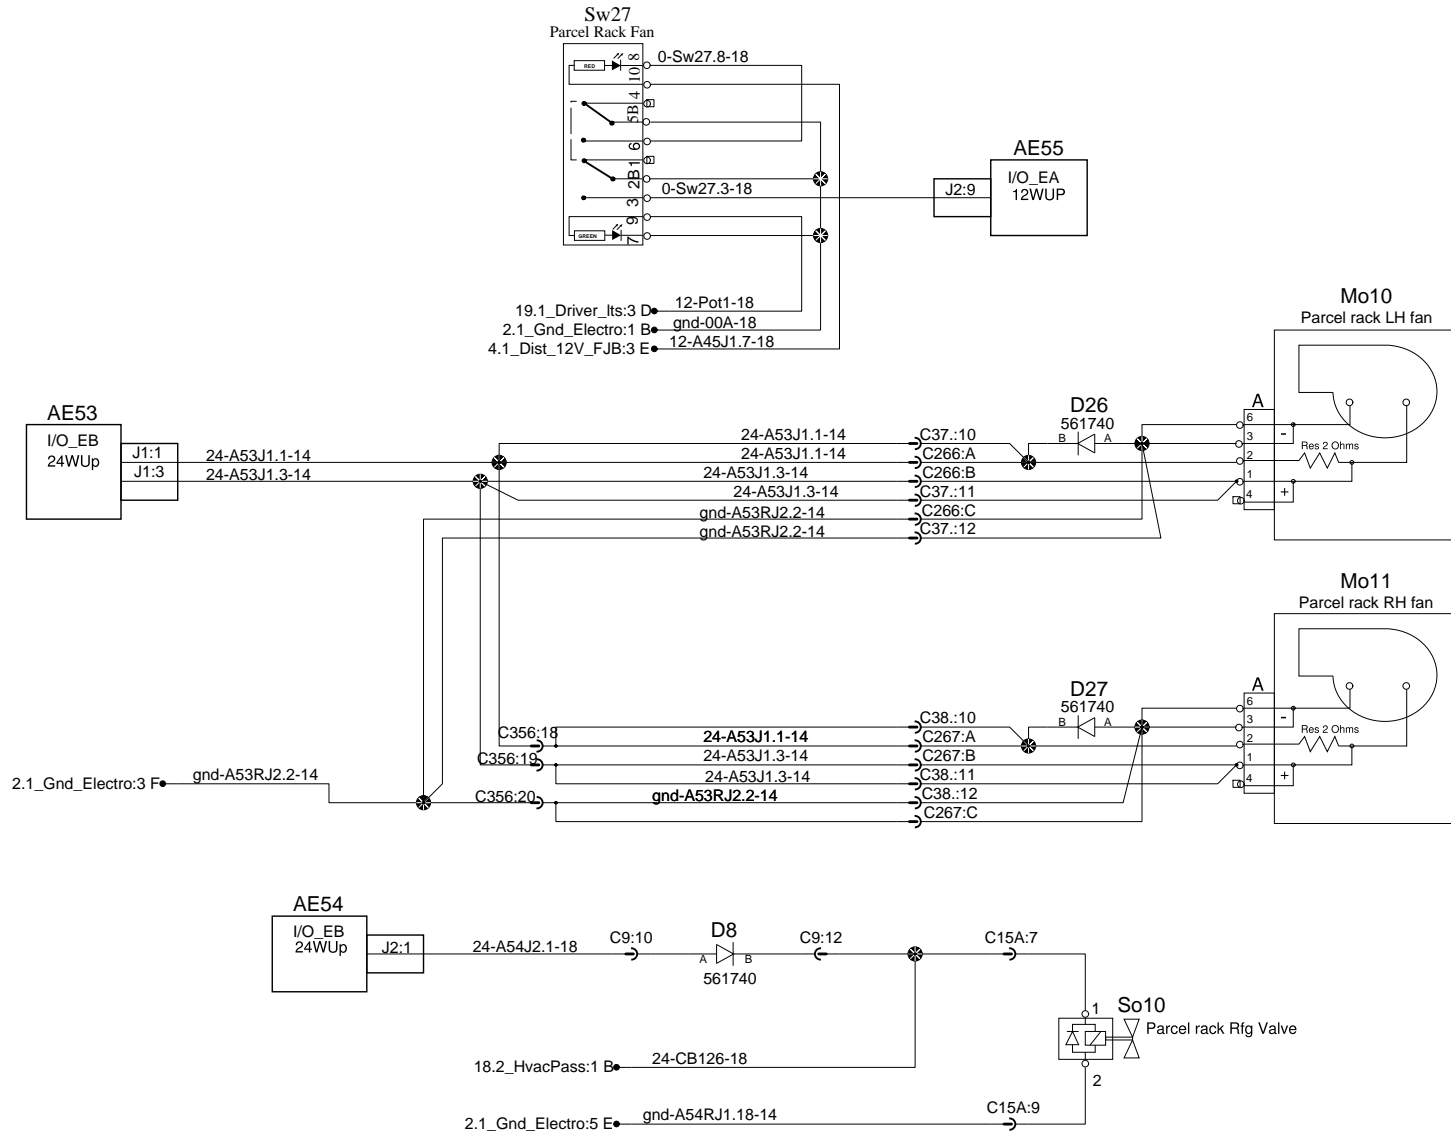 Sw27
Parcel Rack Fan
RED
8
10
4
5B
6
1
2B
3
9
7
GREEN
0-Sw27.8-18
0-Sw27.3-18
AE55
I/O_EA
12WUP
J2:9
19.1_Driver_lts:3 D
12-Pot1-18
2.1_Gnd_Electro:1 B
gnd-00A-18
4.1_Dist_12V_FJB:3 E
12-A45J1.7-18
Mo10
Parcel rack LH fan
AE53
I/O_EB
24WUp
J1:1
J1:3
24-A53J1.1-14
24-A53J1.3-14
24-A53J1.1-14
24-A53J1.1-14
24-A53J1.3-14
24-A53J1.3-14
gnd-A53RJ2.2-14
gnd-A53RJ2.2-14
C37.:10
C266:A
C266:B
C37.:11
C266:C
C37.:12
D26
561740
B
A
A
6
3
2
1
4
-
+
Res 2 Ohms
Mo11
Parcel rack RH fan
D27
561740
B
A
A
6
3
2
1
4
-
+
Res 2 Ohms
C356:18
C356:19
C356:20
24-A53J1.1-14
24-A53J1.3-14
24-A53J1.3-14
gnd-A53RJ2.2-14
C38.:10
C267:A
C267:B
C38.:11
C38.:12
C267:C
2.1_Gnd_Electro:3 F
gnd-A53RJ2.2-14
AE54
I/O_EB
24WUp
J2:1
24-A54J2.1-18
C9:10
D8
A
B
561740
C9:12
C15A:7
1
So10
Parcel rack Rfg Valve
2
18.2_HvacPass:1 B
24-CB126-18
2.1_Gnd_Electro:5 E
gnd-A54RJ1.18-14
C15A:9